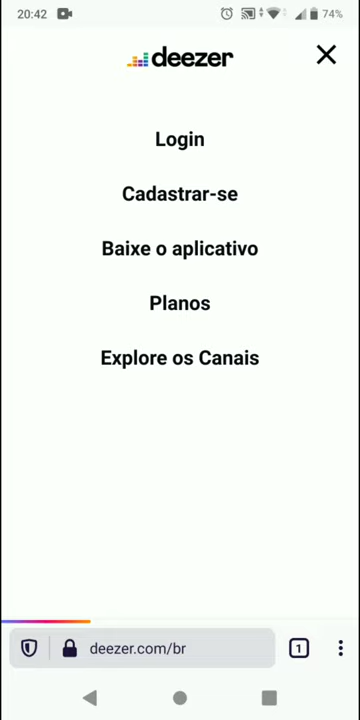 20:42
74%
deezer
Login
Cadastrar-se
Baixe o aplicativo
Planos
Explore os Canais
deezer.com/br
1